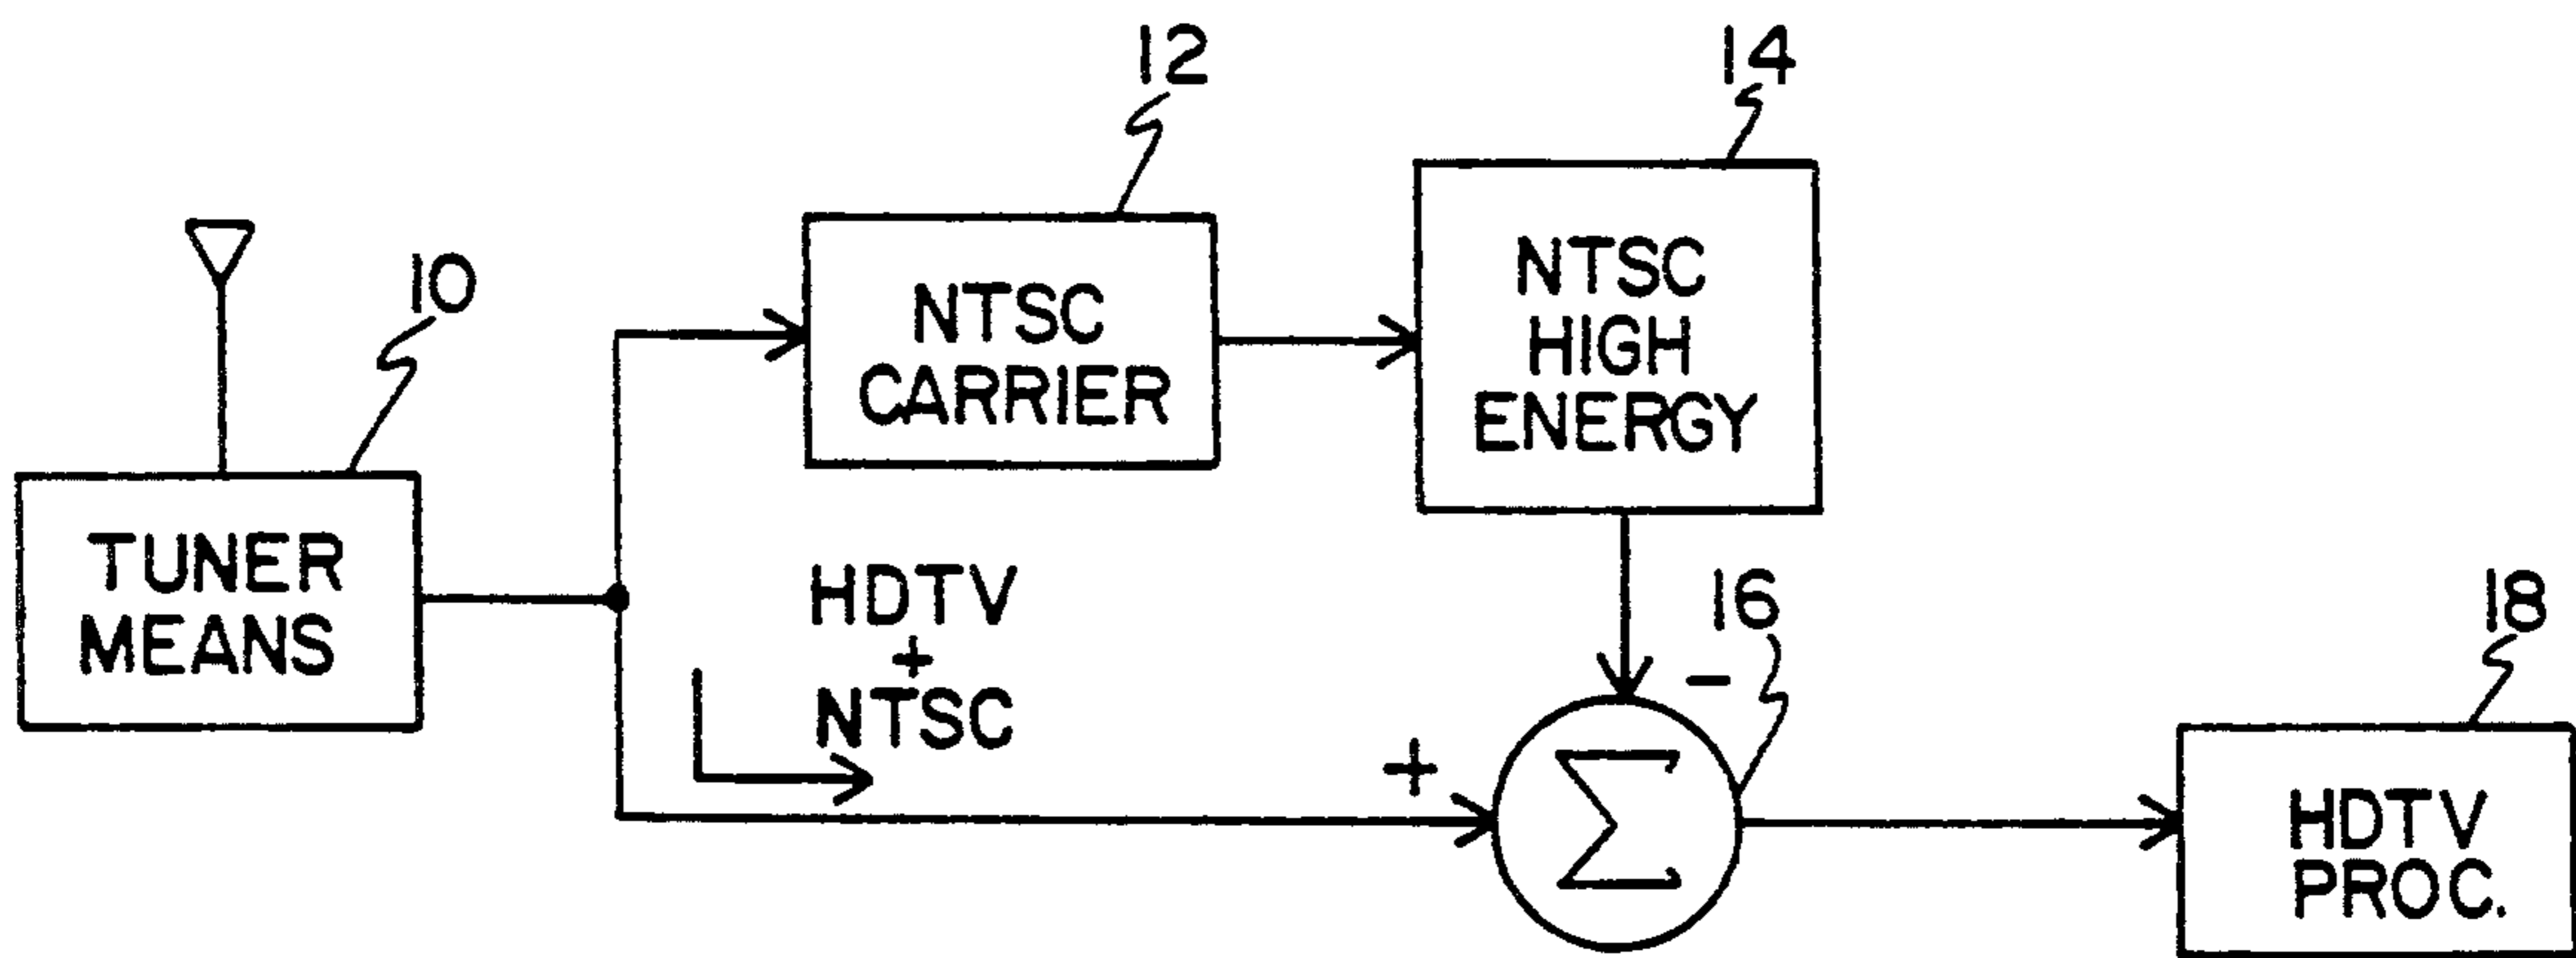 12
14
NTSC
CARRIER
NTSC
HIGH
ENERGY
10
TUNER
MEANS
HDTV
+
NTSC
16
-
+
Σ
18
HDTV
PROC.